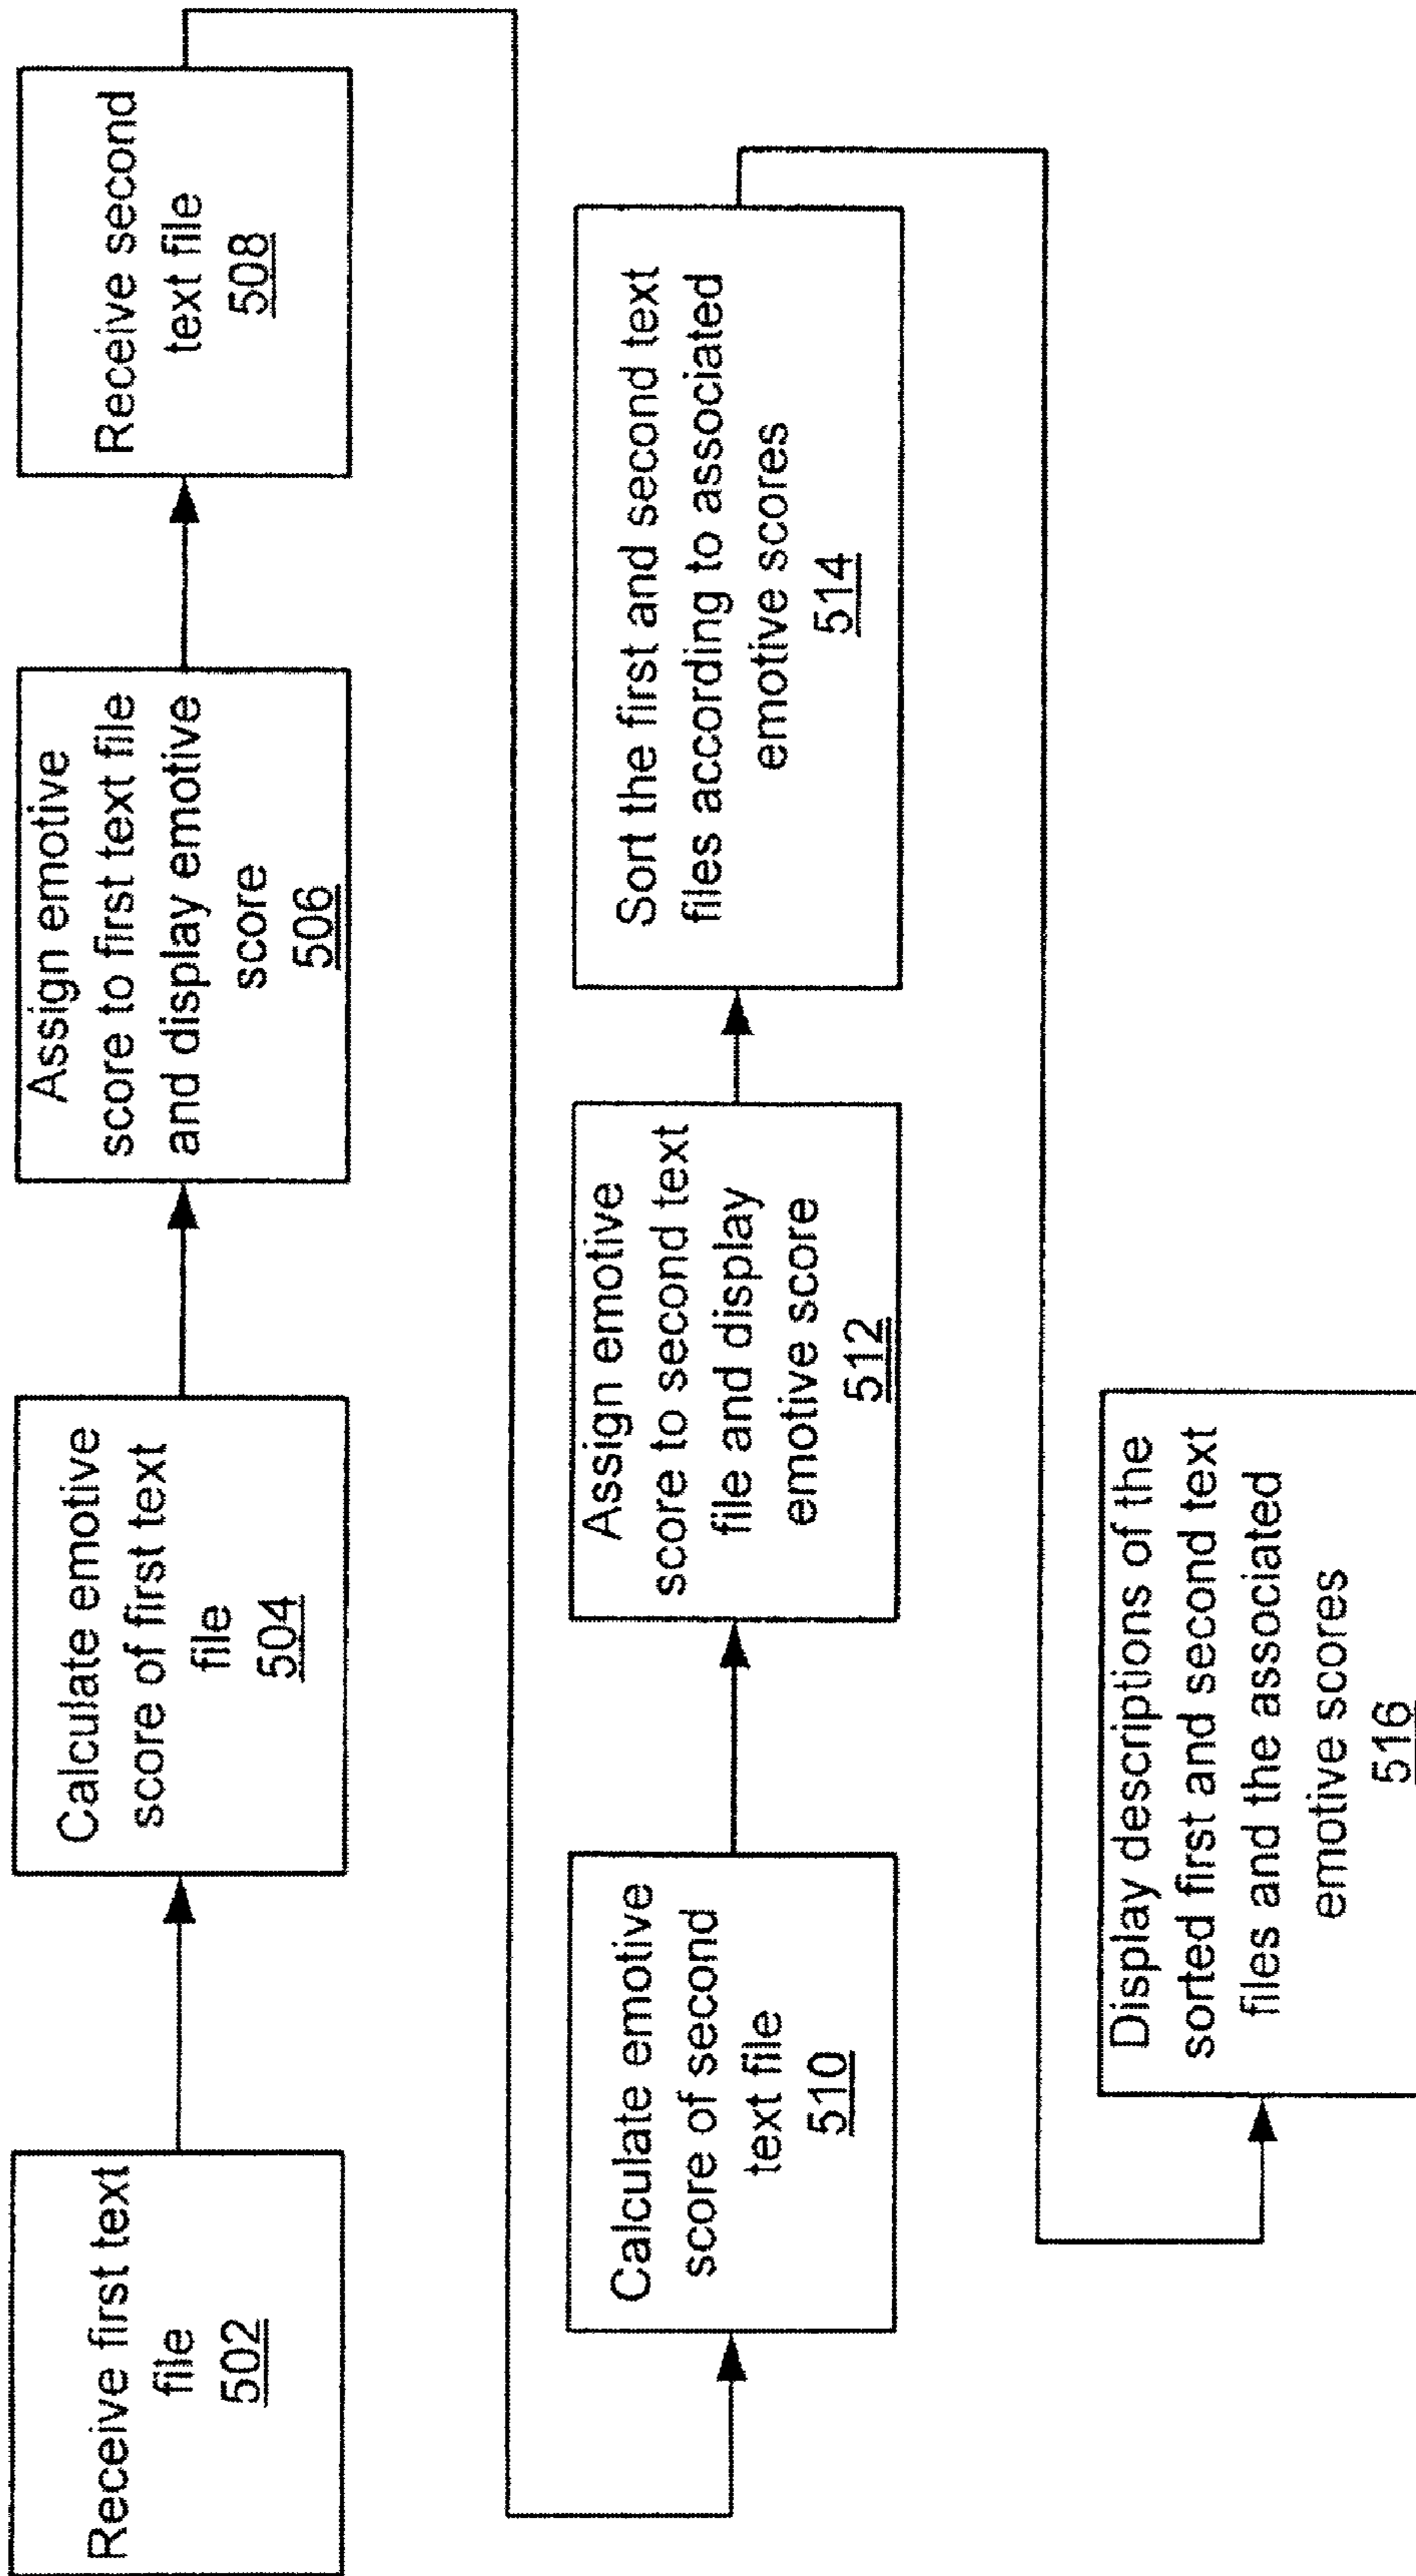 Receive first text
file
502
Calculate emotive
score of first text
file
504
Assign emotive
score to first text file
and display emotive
score
506
Receive second
text file
508
Calculate emotive
score of second
text file
510
Assign emotive
score to second text
file and display
emotive score
512
Sort the first and second text
files according to associated
emotive scores
514
Display descriptions of the
sorted first and second text
files and the associated
emotive scores
516